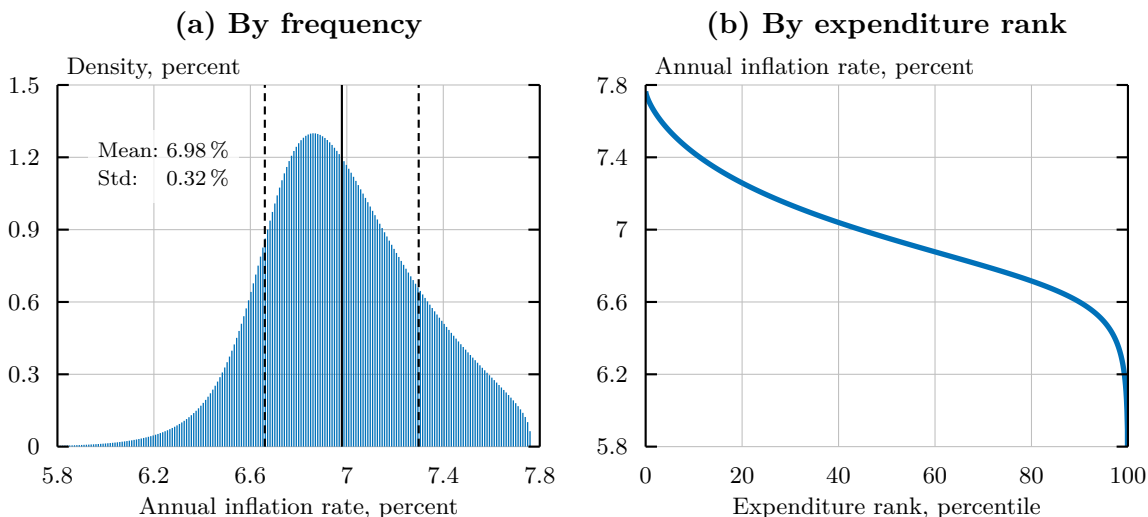 (a) By frequency
Density, percent
1.5
1.2
0.9
0.6
0.3
0
Mean: 6.98 %
Std: 0.32 %
5.8 6.2 6.6 7 7.4 7.8
Annual inflation rate, percent
(b) By expenditure rank
Annual inflation rate, percent
7.8
7.4
7
6.6
6.2
5.8
0 20 40 60 80 100
Expenditure rank, percentile